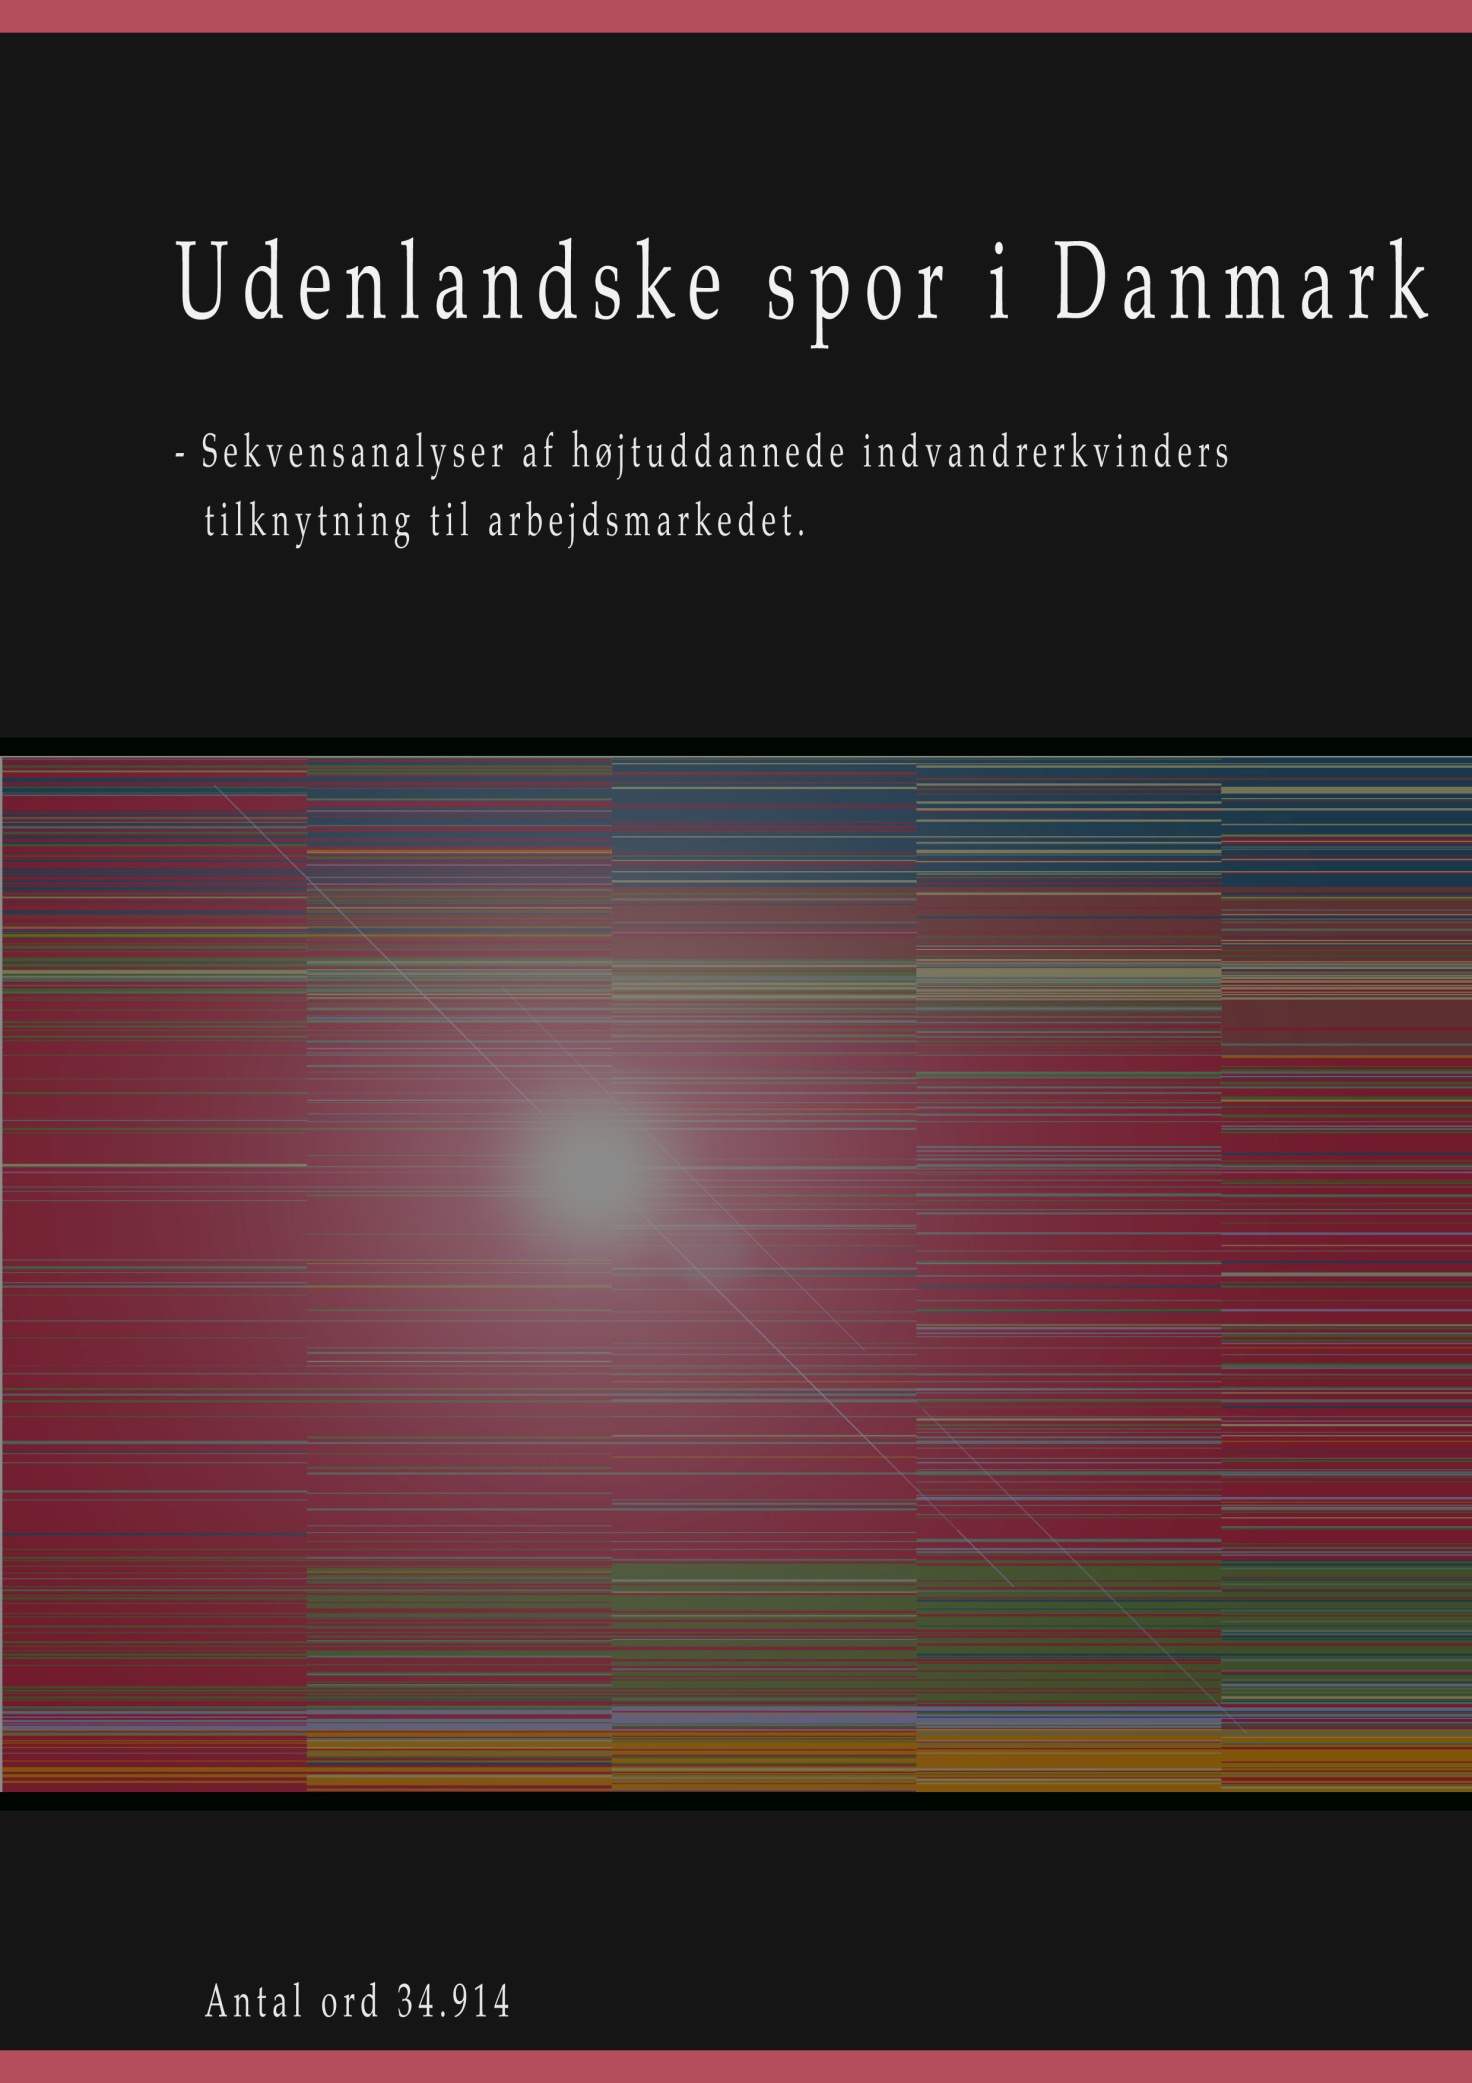 Udenlandske spor i Danmark
- Sekvensanalyser af højtuddannede indvandrerkvinders
tilknytning til arbejdsmarkedet.
Antal ord 34.914